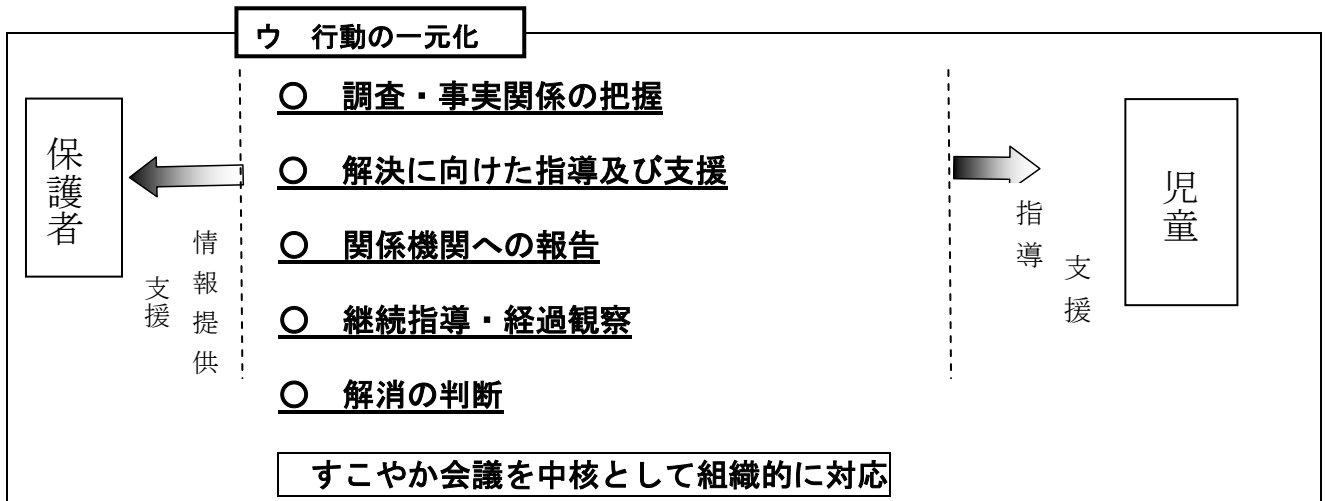 ウ　行動の一元化
○　調査・事実関係の把握
○　解決に向けた指導及び支援
○　関係機関への報告
○　継続指導・経過観察
○　解消の判断
すこやか会議を中核として組織的に対応
保護者
情報提供
支援
指導
支援
児童